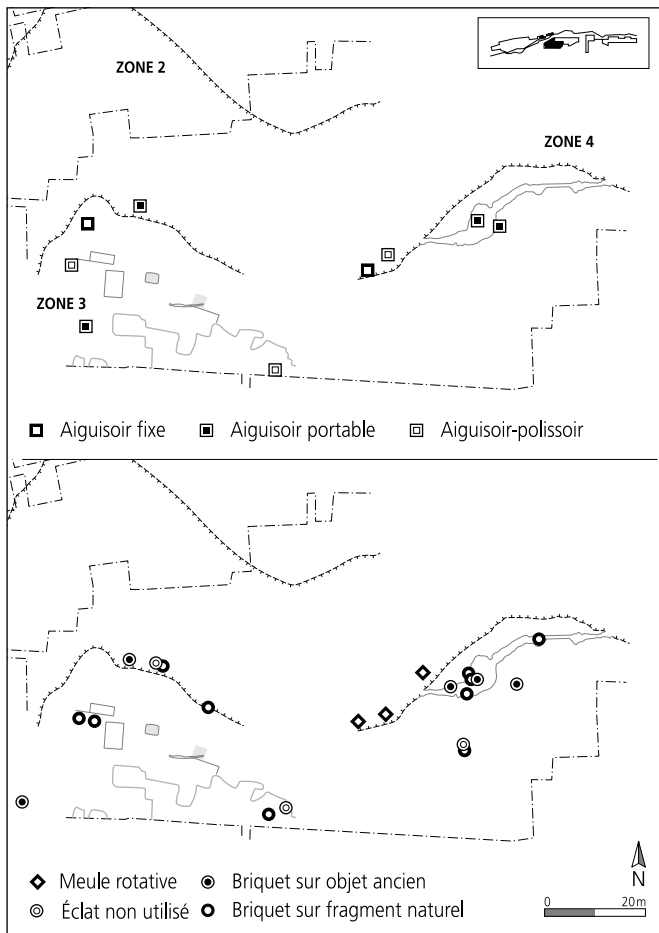 ZONE 2
ZONE 4
ZONE 3
Aiguisoir fixe Aiguisoir portable Aiguisoir-polissoir
Meule rotative Briquet sur objet ancien
Éclat non utilisé Briquet sur fragment naturel
N
0 20 m